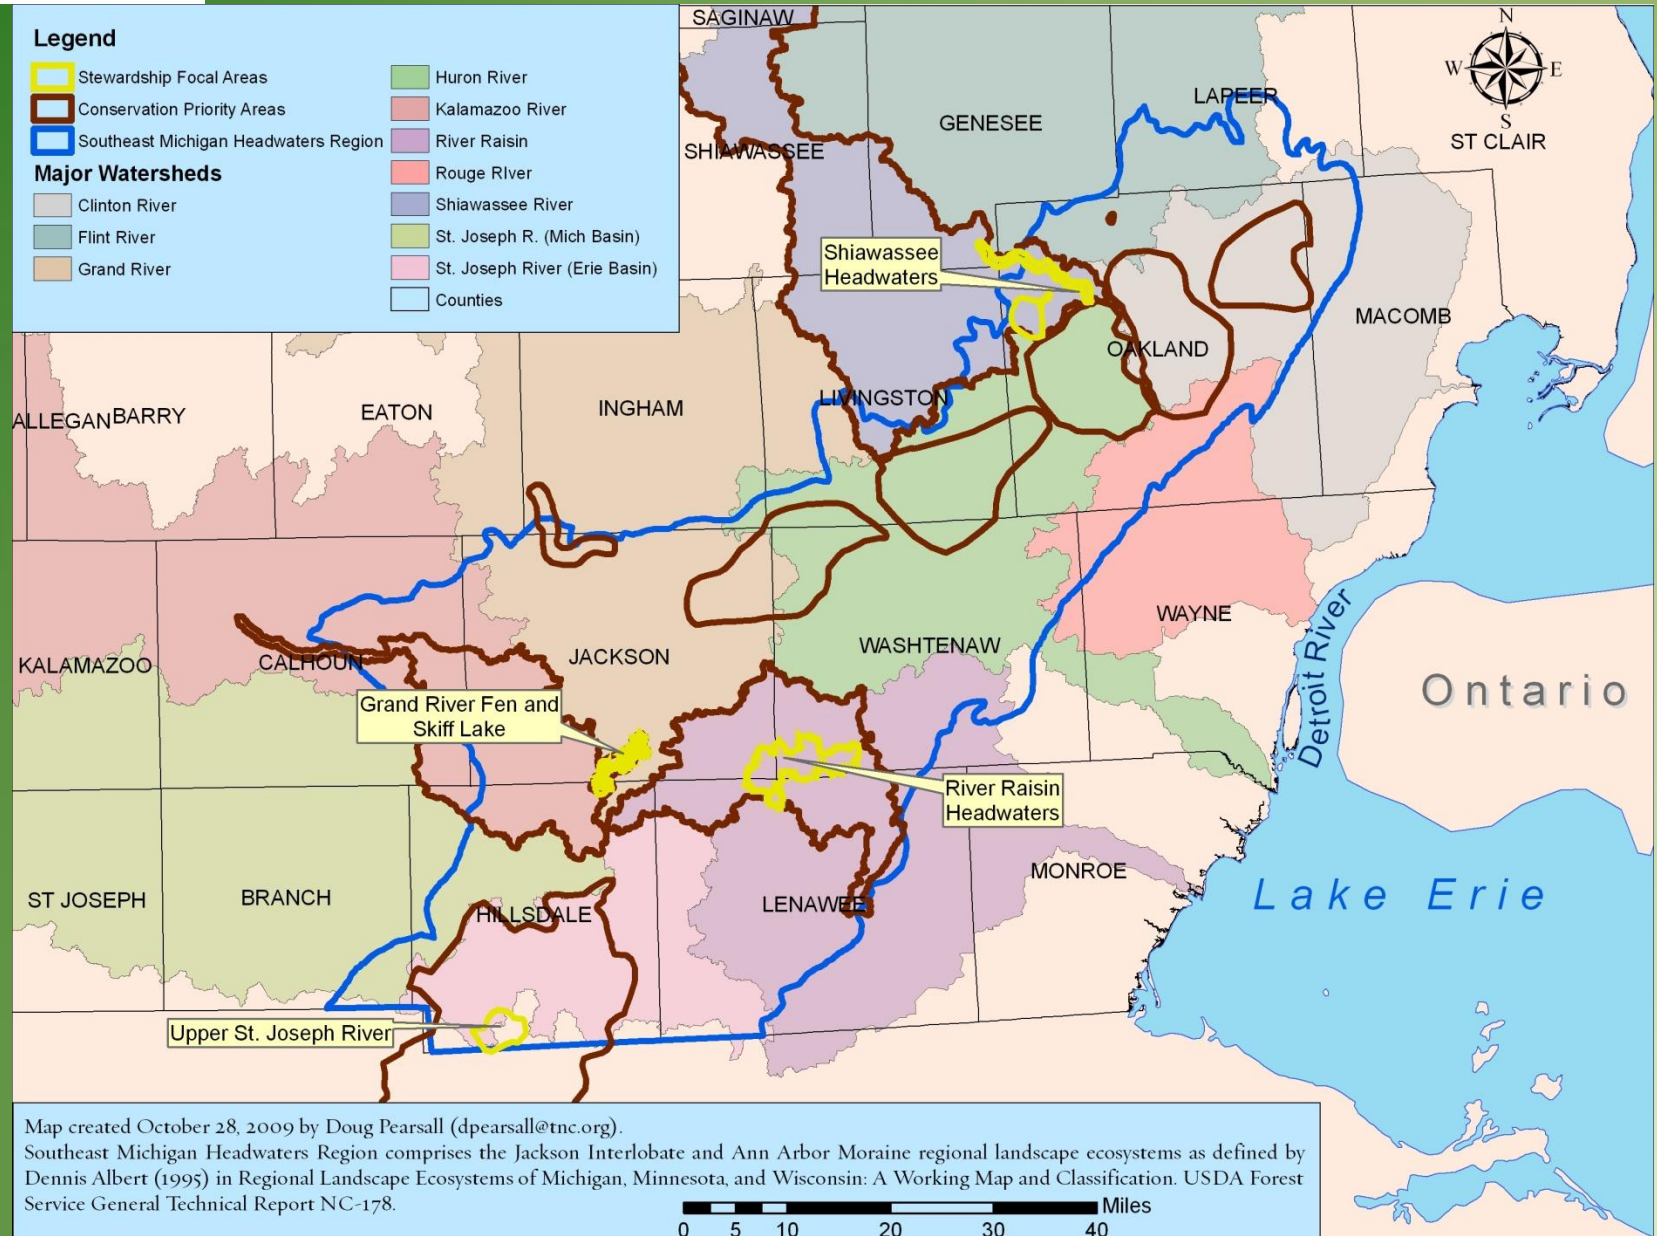 Legend
Stewardship Focal Areas
Conservation Priority Areas
Southeast Michigan Headwaters Region
Major Watersheds
Clinton River
Flint River
Grand River
Huron River
Kalamazoo River
River Raisin
Rouge RIver
Shiawassee River
St. Joseph R. (Mich Basin)
St. Joseph River (Erie Basin)
Counties
SAGINAW
N
W
E
S
LAPEER
GENESEE
ST CLAIR
SHIAWASSEE
Shiawassee
Headwaters
MACOMB
OAKLAND
LIVINGSTON
INGHAM
EATON
BARRY
ALLEGAN
WAYNE
WASHTENAW
JACKSON
CALHOUN
KALAMAZOO
Detroit River
Ontario
Grand River Fen and
Skiff Lake
River Raisin
Headwaters
MONROE
Lake Erie
LENAWEE
HILLSDALE
BRANCH
ST JOSEPH
Upper St. Joseph River
Map created October 28, 2009 by Doug Pearsall (dpearsall@tnc.org).
Southeast Michigan Headwaters Region comprises the Jackson Interlobate and Ann Arbor Moraine regional landscape ecosystems as defined by
Dennis Albert (1995) in Regional Landscape Ecosystems of Michigan, Minnesota, and Wisconsin: A Working Map and Classification. USDA Forest
Service General Technical Report NC-178.
Miles
0 5 10 20 30 40